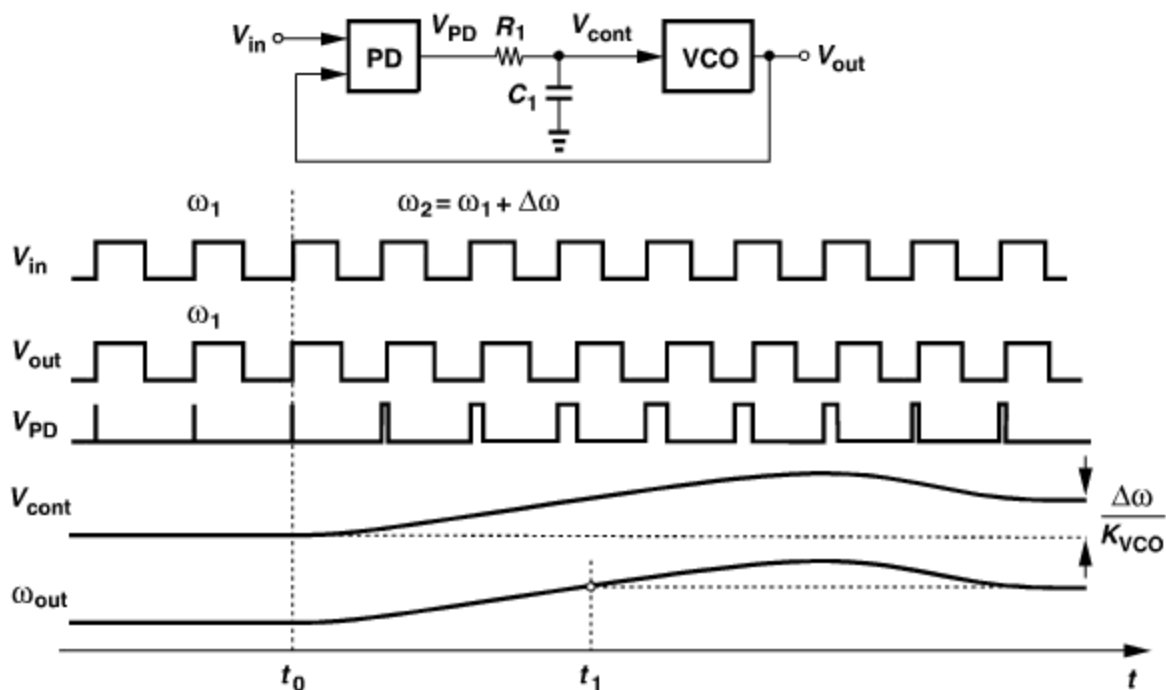 V_PD R_1 V_cont
V_in PD VCO V_out
C_1
ω_1 ω_2 = ω_1 + Δω
V_in
ω_1
V_out
V_PD
V_cont Δω
K_VCO
ω_out
t_0 t_1 t